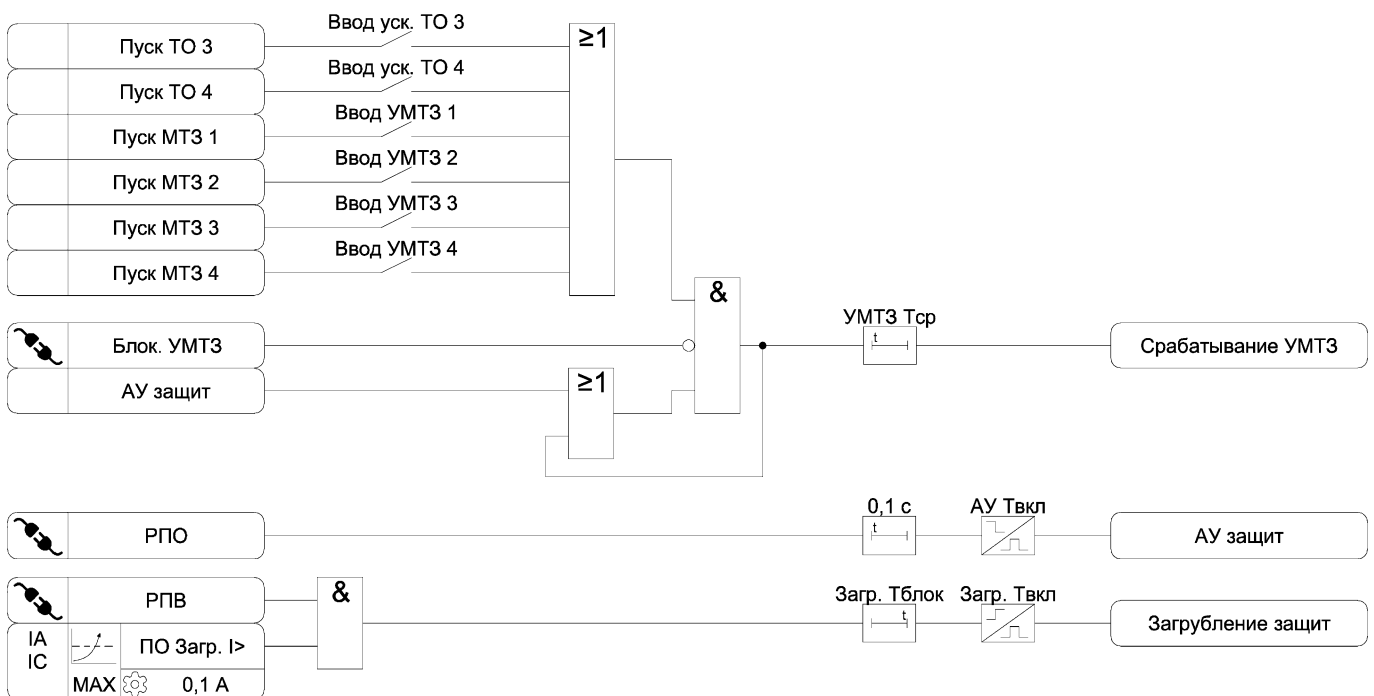 Ввод уск. ТО 3
Пуск ТО 3
≥1
Ввод уск. ТО 4
Пуск ТО 4
Ввод УМТЗ 1
Пуск МТЗ 1
Ввод УМТЗ 2
Пуск МТЗ 2
Ввод УМТЗ 3
Пуск МТЗ 3
Ввод УМТЗ 4
Пуск МТЗ 4
&
УМТЗ Тср
t
Блок. УМТЗ
Срабатывание УМТЗ
АУ защит
≥1
0,1 с
АУ Твкл
t
РПО
АУ защит
РПВ
&
Загр. Тблок
Загр. Твкл
t
Загрубление защит
IA
IC
ПО Загр. I>
MAX
0,1 А